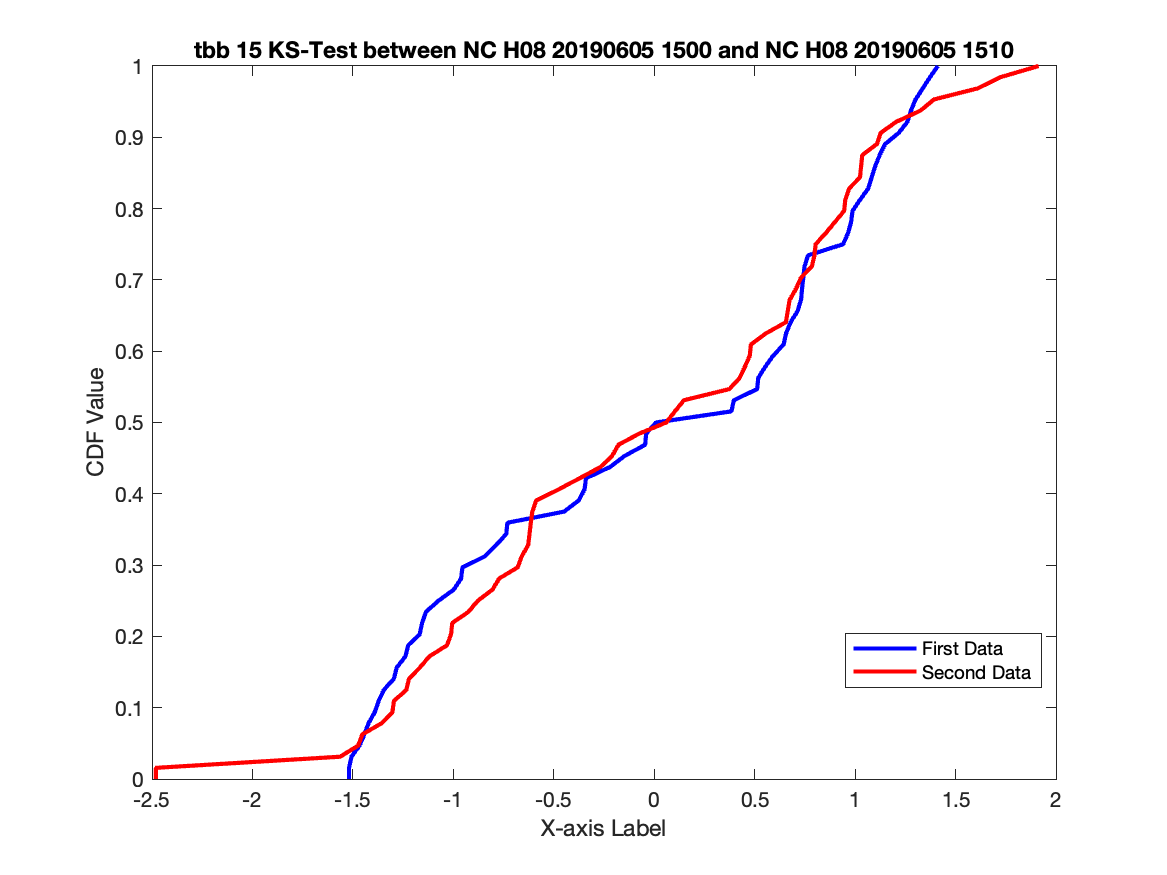 tbb 15 KS-Test between NC H08 20190605 1500 and NC H08 20190605 1510
1
0.9
0.8
0.7
0.6
0.5
0.4
0.3
0.2
0.1
0
CDF Value
First Data
Second Data
-2.5 -2 -1.5 -1 -0.5 0 0.5 1 1.5 2
X-axis Label